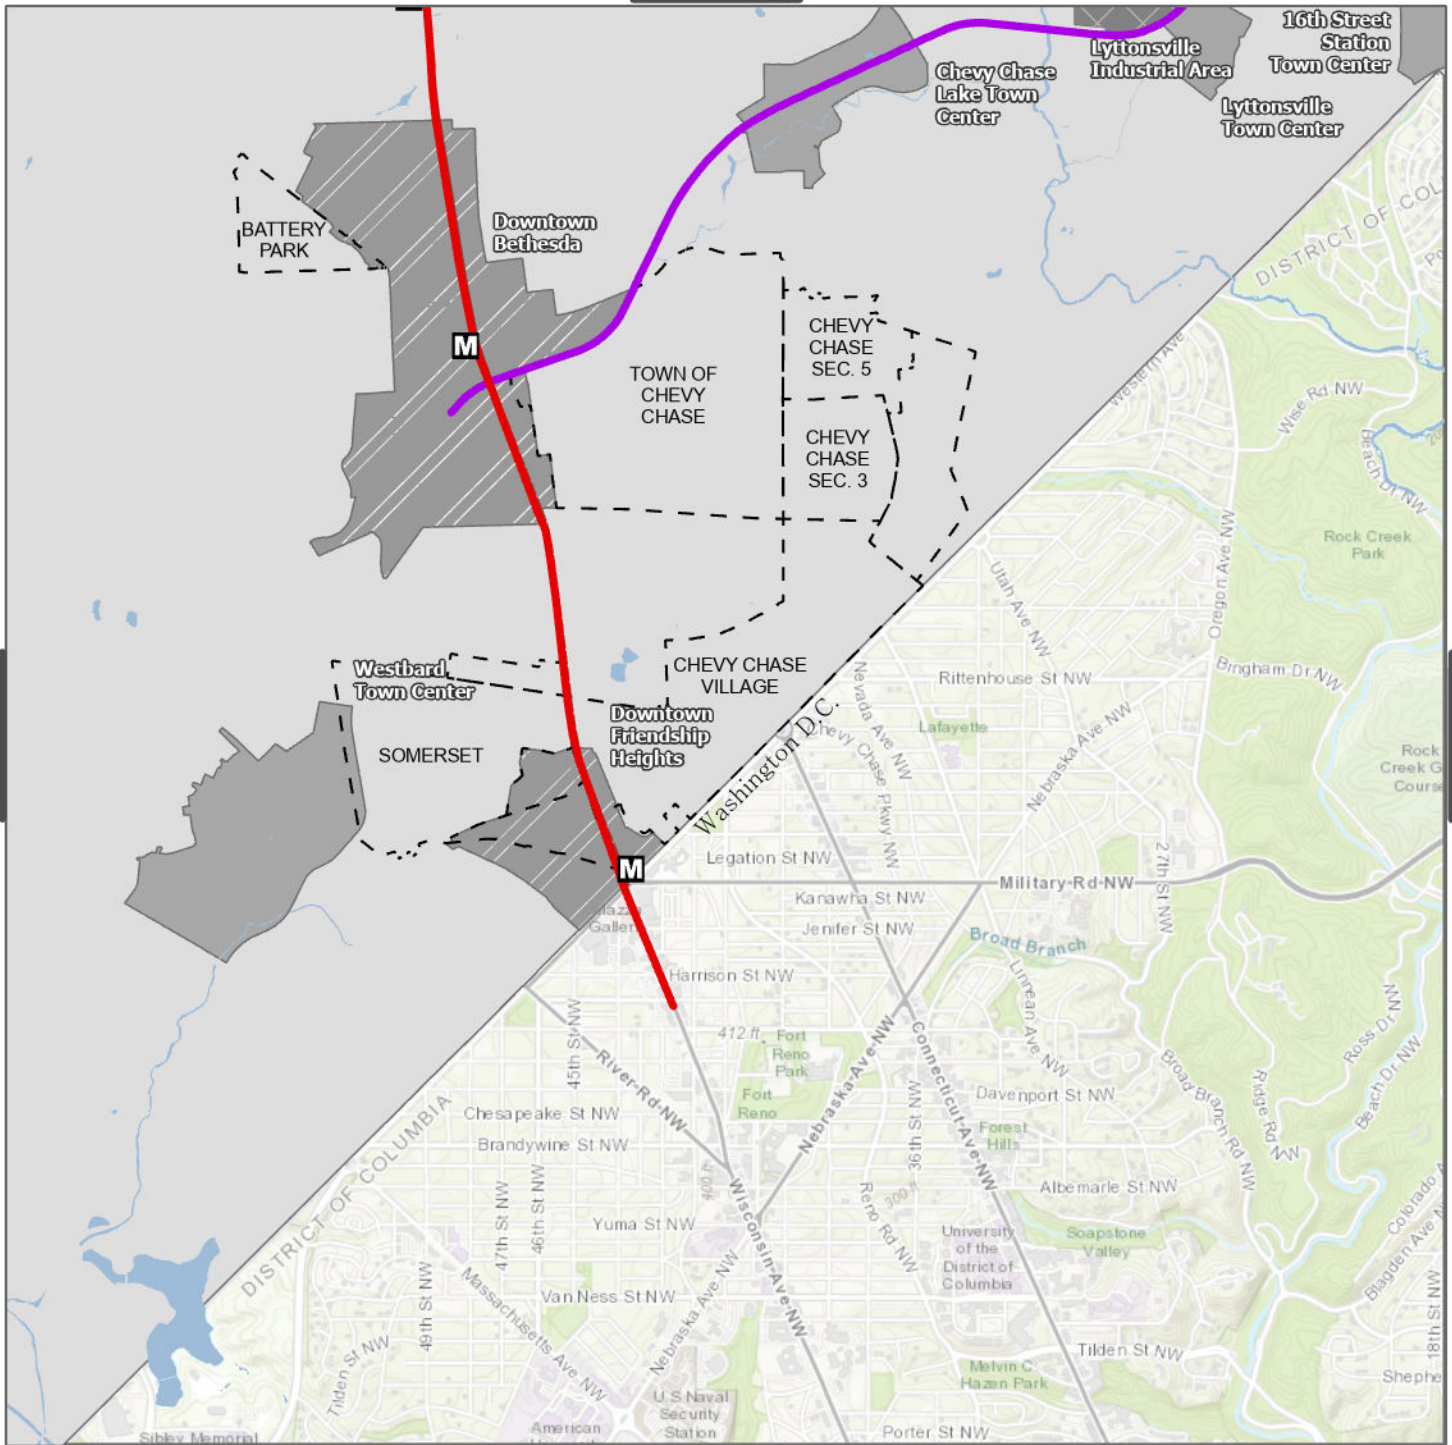 16th Street
Station
Town Center
Lyttonsville
Industrial Area
Chevy Chase
Lake Town
Center
Lyttonsville
Town Center
DISTRICT OF COL
BATTERY
PARK
Downtown
Bethesda
M
CHEVY
CHASE
SEC. 5
TOWN OF
CHEVY
CHASE
CHEVY
CHASE
SEC. 3
Western Ave
Wise Rd NW
Beach Dr NW
Rock Creek
Park
Oregon Ave NW
Utah Ave NW
Bingham Dr NW
Rittenhouse St NW
Nevada Ave NW
Nebraska Ave NW
Lafayette
Chevy Chase Pkwy NW
Rock
Creek G
Course
Westbard
Town Center
CHEVY CHASE
VILLAGE
Downtown
Friendship
Heights
SOMERSET
Washington D.C.
M
Legation St NW
Military Rd NW
27th St NW
Kanawha St NW
Jenifer St NW
Mazza
Galler
Broad Branch
Harrison St NW
Linnean Ave NW
412 ft
Fort
Reno
Park
Fort
Reno
45th St NW
River Rd NW
Nebraska Ave NW
Connecticut Ave NW
36th St NW
Davenport St NW
Forest
Hills
Broad Branch Rd NW
Ridge Rd NW
Ross Dr NW
Beach Dr NW
DISTRICT OF COLUMBIA
Chesapeake St NW
Brandywine St NW
400 ft
47th St NW
46th St NW
Yuma St NW
Wisconsin Ave NW
Reno Rd NW
300 ft
Albemarle St NW
Colorado A
University
of the
District of
Columbia
Soapstone
Valley
Blagden Ave N
49th St NW
Massachusetts Ave NW
Van Ness St NW
Nebraska Ave NW
Tilden St NW
Tilden St NW
18th St NW
Melvin C.
Hazen Park
Shephe
U S Naval
Security
Station
American
Porter St NW
Sibley Memorial